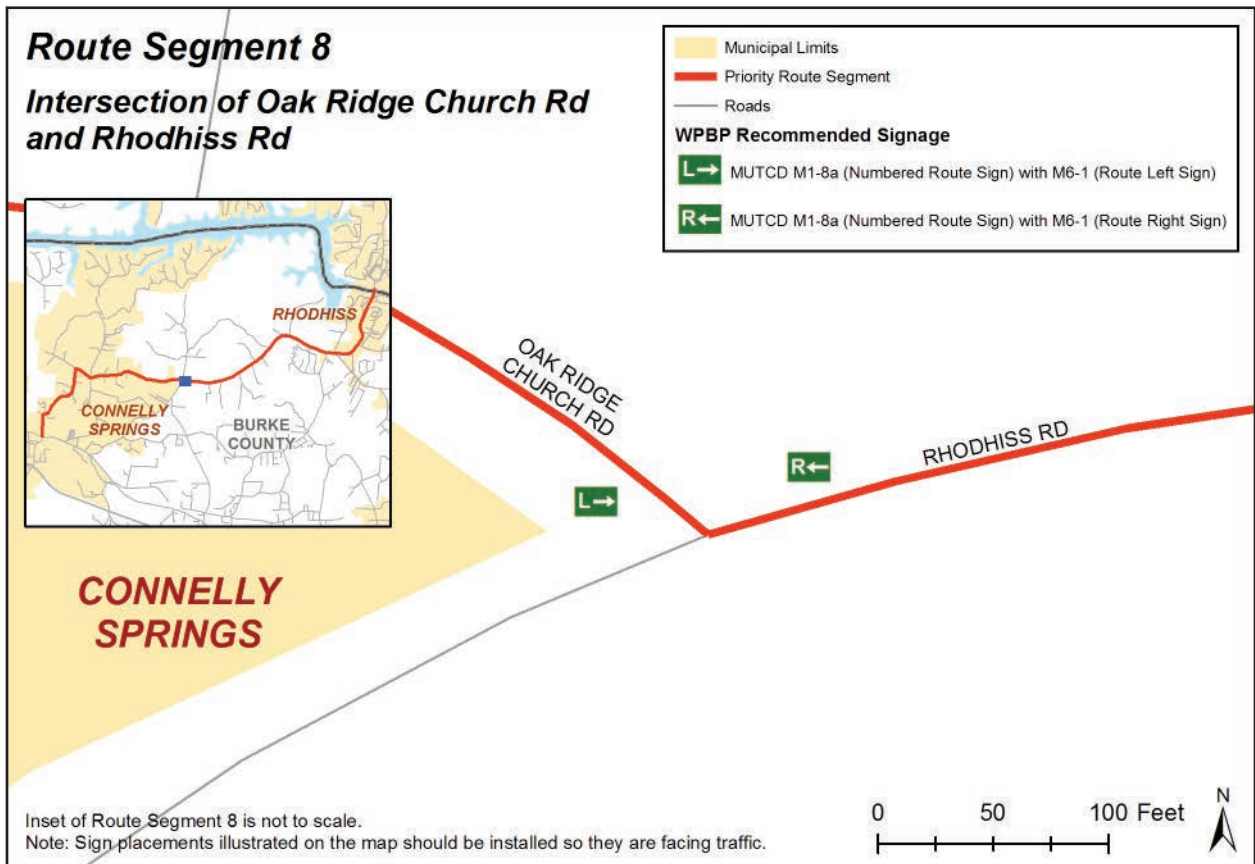 Route Segment 8
Intersection of Oak Ridge Church Rd
and Rhodhiss Rd
Municipal Limits
Priority Route Segment
Roads
WPBP Recommended Signage
L→ MUTCD M1-8a (Numbered Route Sign) with M6-1 (Route Left Sign)
R← MUTCD M1-8a (Numbered Route Sign) with M6-1 (Route Right Sign)
RHODHISS
CONNELLY
SPRINGS
BURKE
COUNTY
OAK RIDGE
CHURCH RD
RHODHISS RD
R←
L→
CONNELLY
SPRINGS
Inset of Route Segment 8 is not to scale.
Note: Sign placements illustrated on the map should be installed so they are facing traffic.
0 50 100 Feet
N